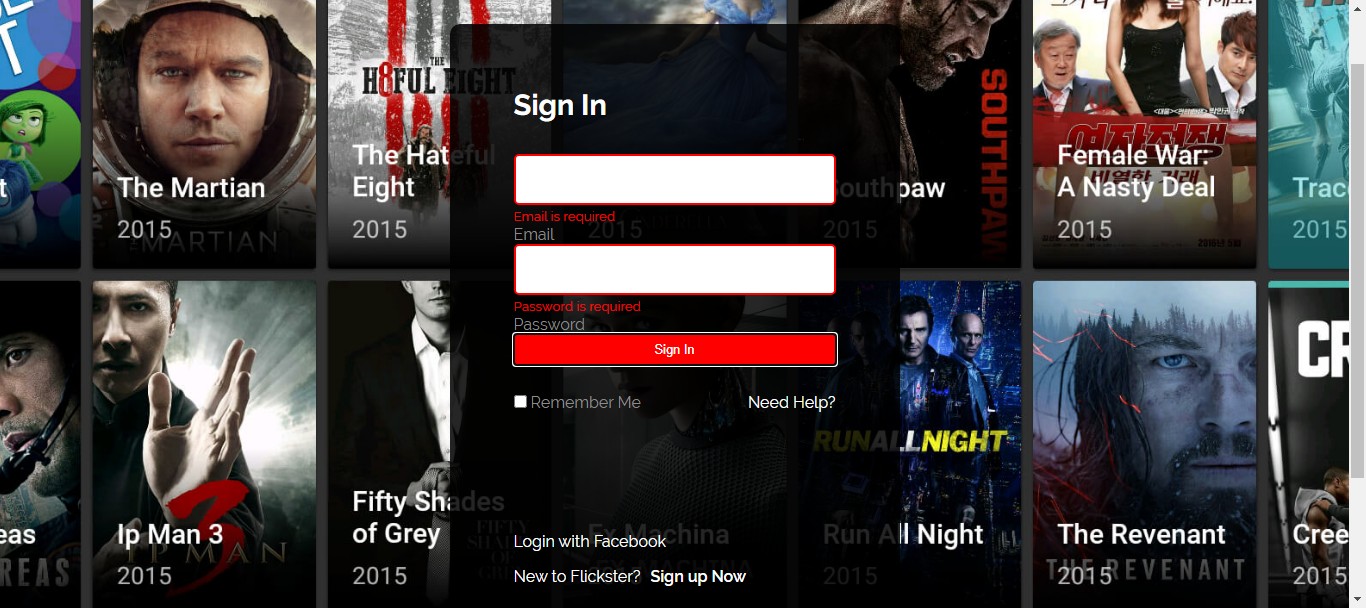 THE
H8FUL EIGHT
SOUTHPAW
여자전쟁
비열한 거래
The Martian
2015
MARTIAN
The Hateful
Eight
2015
Southpaw
2015
Female War:
A Nasty Deal
2015
2015
2015
Sign In
Email is required
Email
Password is required
Password
Sign In
Remember Me
Need Help?
Login with Facebook
New to Flickster? Sign up Now
eas
REAS
Ip Man 3
3
IP MAN
2015
Fifty Shades
of Grey
2015
Ex Machina
RUN ALL NIGHT
Run All Night
2015
The Revenant
THE REVENANT
2015
CR
Cree
2015